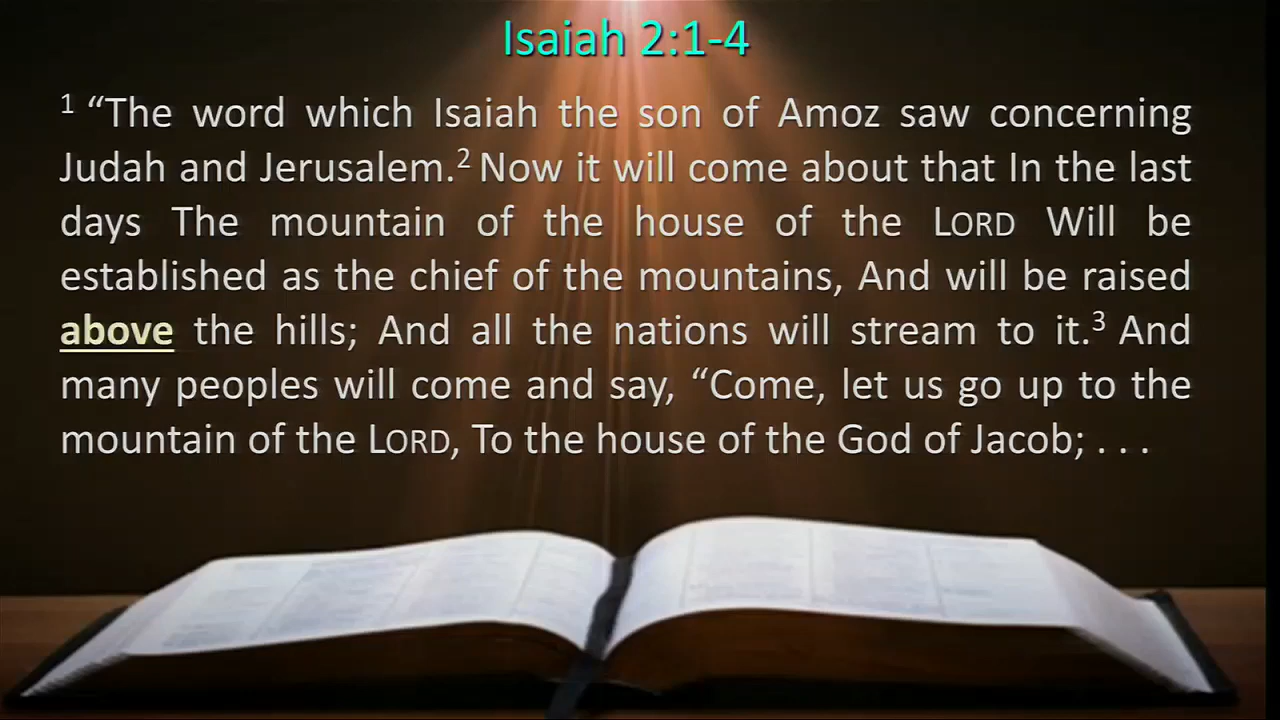 Isaiah 2:1-4
1 “The word which Isaiah the son of Amoz saw concerning
Judah and Jerusalem.2 Now it will come about that In the last
days The mountain of the house of the LORD Will be
established as the chief of the mountains, And will be raised
above the hills; And all the nations will stream to it.3 And
many peoples will come and say, “Come, let us go up to the
mountain of the LORD, To the house of the God of Jacob; . . .